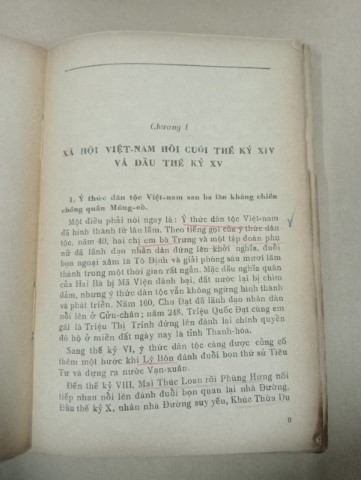 Chương I
XÃ HỘI VIỆT-NAM HỒI CUỐI THẾ KỶ XIV
VÀ ĐẦU THẾ KỶ XV
1. Ý thức dân tộc Việt-nam sau ba lần kháng chiến
chống quân Mông-cổ.
Một điều phải nói ngay là: Ý thức dân tộc Việt-nam
đã hình thành từ lâu lắm. Theo tiếng gọi của ý thức dân
tộc, năm 40, hai chị em bà Trưng và một tập đoàn phụ
nữ đã lãnh đạo nhân dân đứng lên khởi nghĩa, đuổi
bọn ngoại xâm là Tô Định và giải phóng sáu mươi lăm
thành trong một thời gian rất ngắn. Mặc dầu nghĩa quân
của Hai Bà bị Mã Viện đánh bại, đất nước lại bị chìm
đắm, nhưng ý thức dân tộc vẫn không ngừng hình thành
và phát triển. Năm 160, Chu Đạt đã lãnh đạo nhân dân
nổi lên ở Cửu-chân; năm 248, Triệu Quốc Đạt cùng em
gái là Triệu Thị Trinh đứng lên đánh lại chính quyền
đô hộ ở miền đất ngày nay là tỉnh Thanh-hóa.
Sang thế kỷ VI, ý thức dân tộc càng được củng cố
thêm một bước khi Lý Bôn đánh đuổi bọn thứ sử Tiêu
Tư và dựng ra nước Vạn-xuân.
Đến thế kỷ VIII, Mai Thúc Loan rồi Phùng Hưng nối
tiếp nhau nổi lên đánh đuổi bọn quan lại nhà Đường.
Đầu thế kỷ X, nhân nhà Đường suy yếu, Khúc Thừa Dụ
9